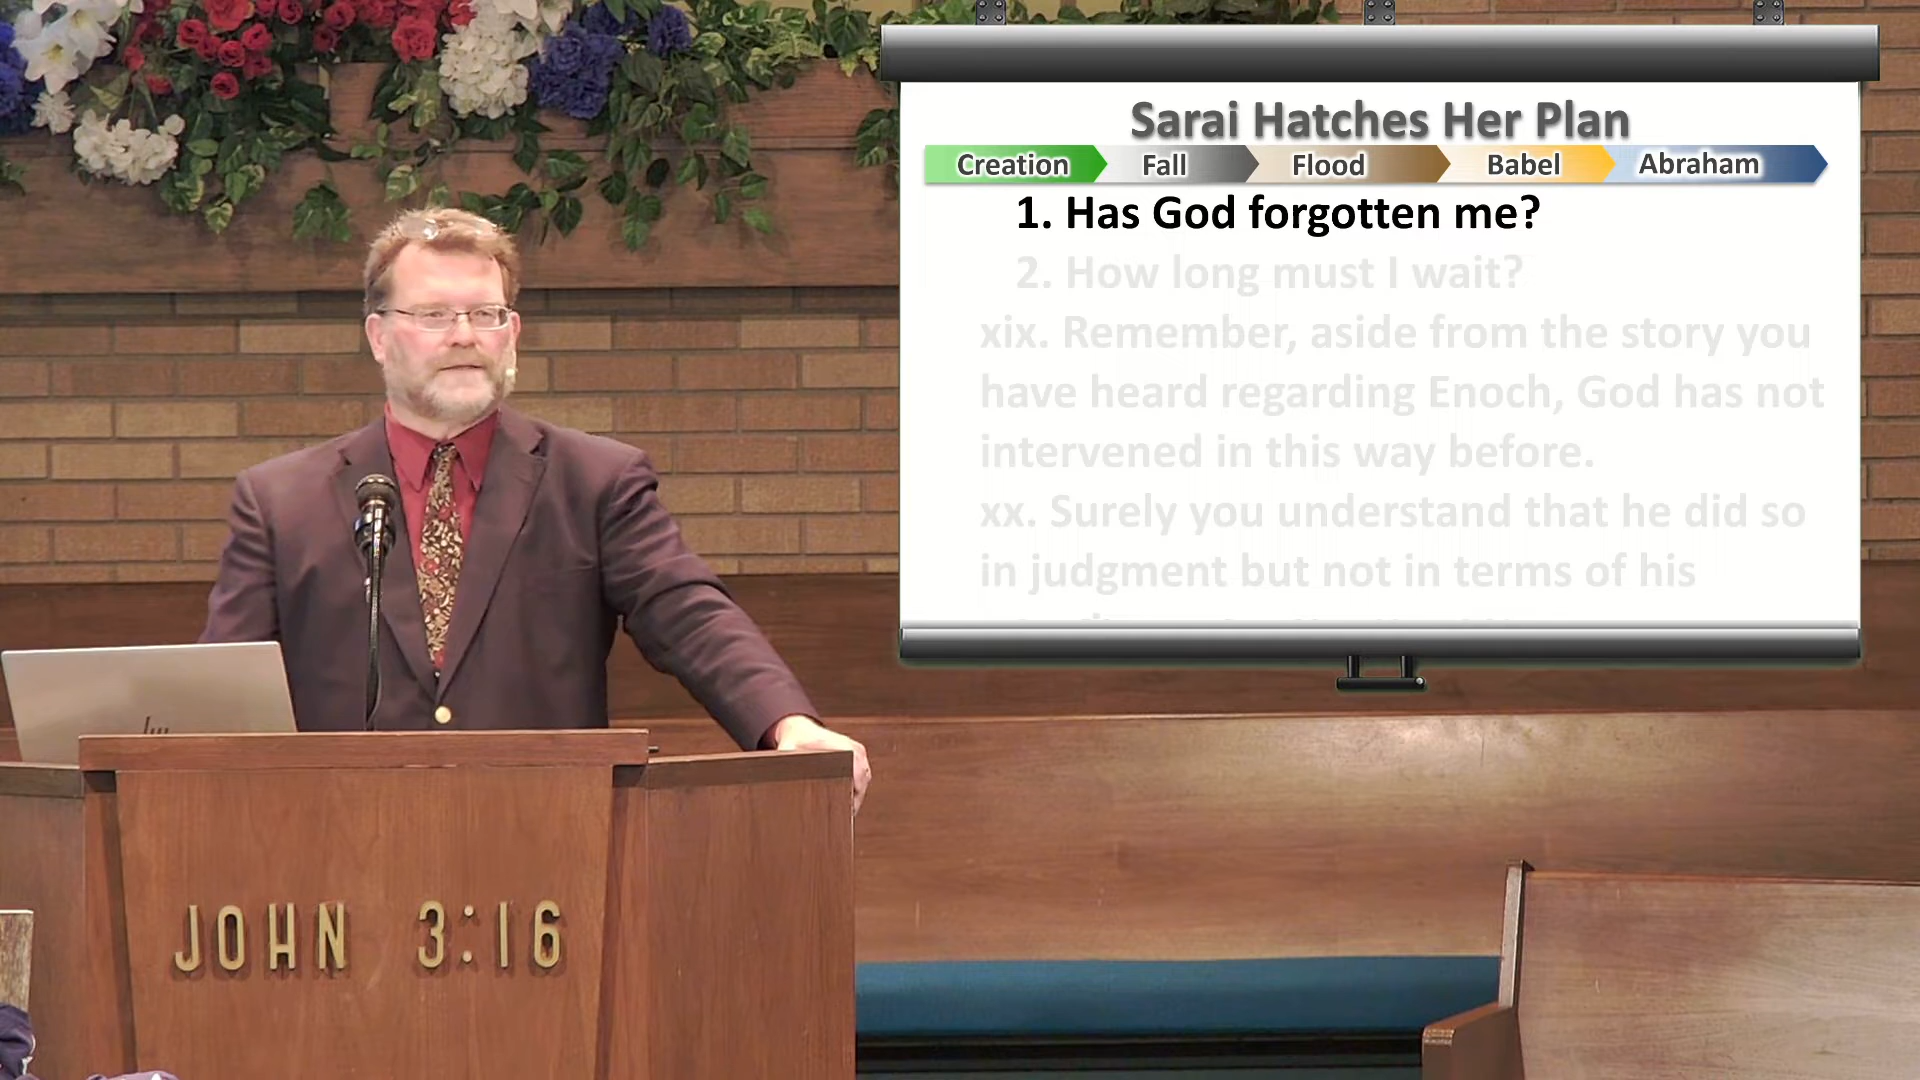 Sarai Hatches Her Plan
Creation Fall Flood Babel Abraham
1. Has God forgotten me?
2. How long must I wait?
xix. Remember, aside from the story you
have heard regarding Enoch, God has not
intervened in this way before.
xx. Surely you understand that he did so
in judgment but not in terms of his
JOHN 3:16